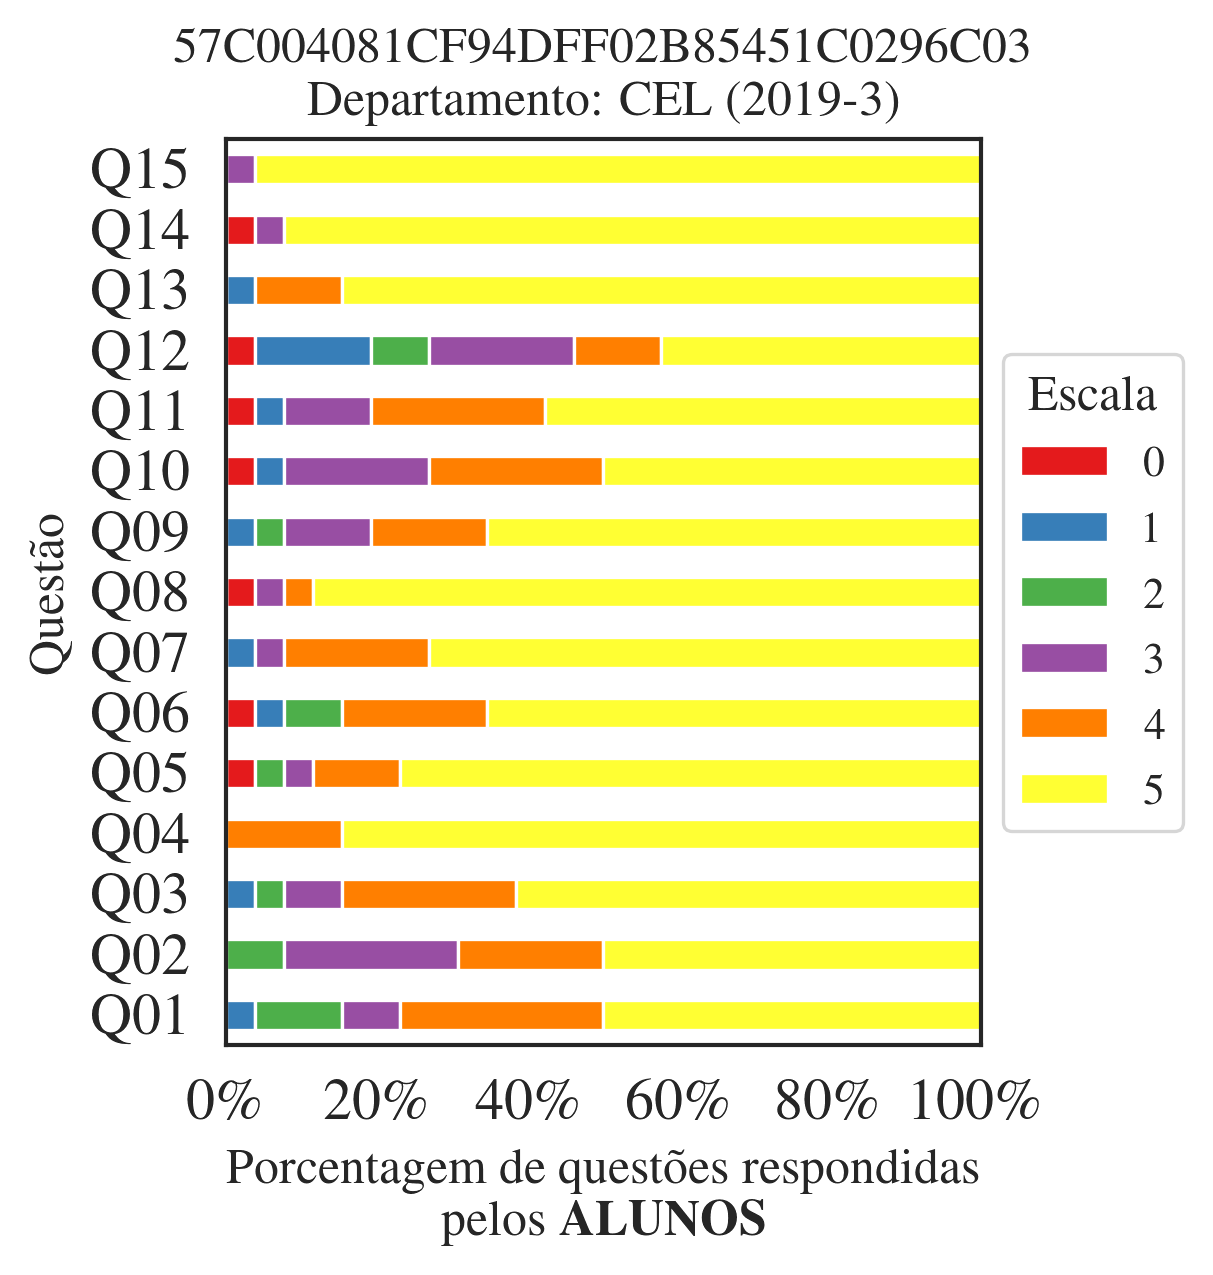 57C004081CF94DFF02B85451C0296C03
Departamento: CEL (2019-3)
Questão
Q15
Q14
Q13
Q12
Q11
Q10
Q09
Q08
Q07
Q06
Q05
Q04
Q03
Q02
Q01
0% 20% 40% 60% 80% 100%
Porcentagem de questões respondidas
pelos ALUNOS
Escala
0
1
2
3
4
5